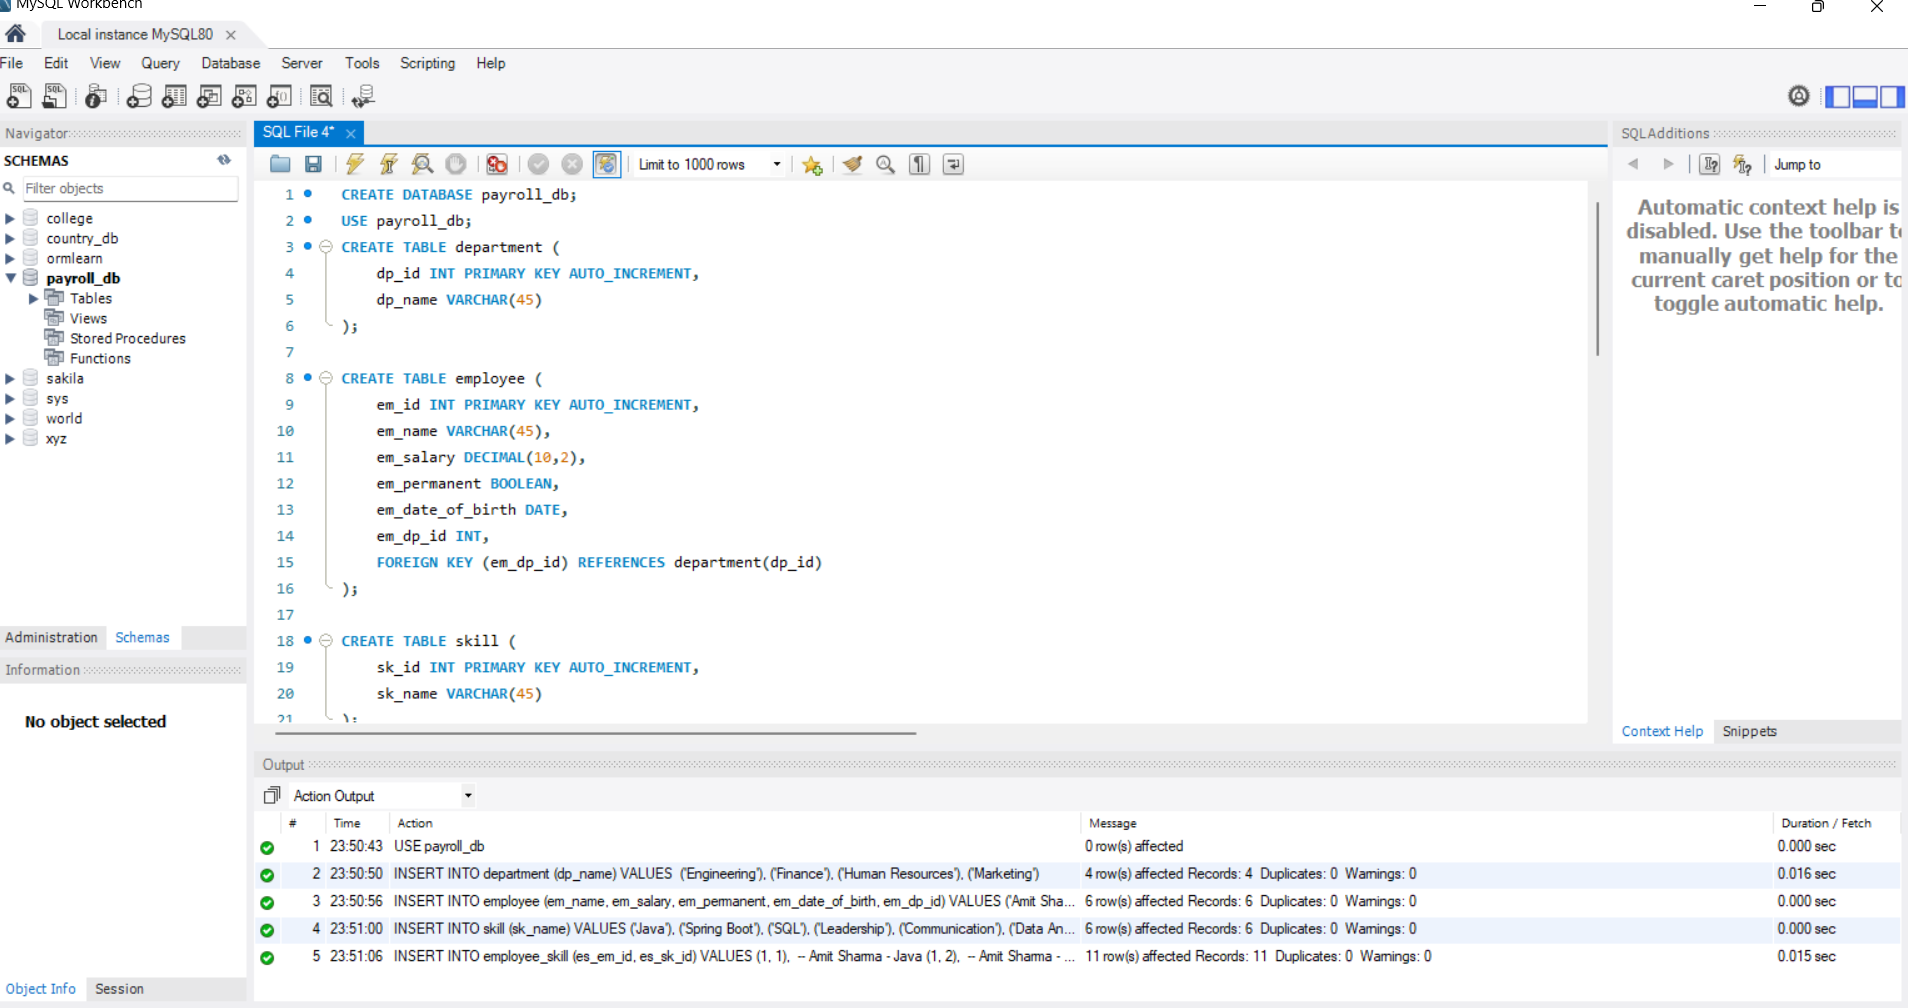 MySQL Workbench
Local instance MySQL80
File Edit View Query Database Server Tools Scripting Help
Navigator
SCHEMAS
Filter objects
college
country_db
ormlearn
payroll_db
Tables
Views
Stored Procedures
Functions
sakila
sys
world
xyz
Administration Schemas
Information
No object selected
Object Info Session
SQL File 4*
Limit to 1000 rows
1 CREATE DATABASE payroll_db;
2 USE payroll_db;
3 CREATE TABLE department (
4 dp_id INT PRIMARY KEY AUTO_INCREMENT,
5 dp_name VARCHAR(45)
6 );
7
8 CREATE TABLE employee (
9 em_id INT PRIMARY KEY AUTO_INCREMENT,
10 em_name VARCHAR(45),
11 em_salary DECIMAL(10,2),
12 em_permanent BOOLEAN,
13 em_date_of_birth DATE,
14 em_dp_id INT,
15 FOREIGN KEY (em_dp_id) REFERENCES department(dp_id)
16 );
17
18 CREATE TABLE skill (
19 sk_id INT PRIMARY KEY AUTO_INCREMENT,
20 sk_name VARCHAR(45)
21 );
SQLAdditions
Jump to
Automatic context help is
disabled. Use the toolbar to
manually get help for the
current caret position or to
toggle automatic help.
Context Help Snippets
Output
Action Output
# Time Action Message Duration / Fetch
1 23:50:43 USE payroll_db 0 row(s) affected 0.000 sec
2 23:50:50 INSERT INTO department (dp_name) VALUES ('Engineering'), ('Finance'), ('Human Resources'), ('Marketing') 4 row(s) affected Records: 4 Duplicates: 0 Warnings: 0 0.016 sec
3 23:50:56 INSERT INTO employee (em_name, em_salary, em_permanent, em_date_of_birth, em_dp_id) VALUES ('Amit Sha... 6 row(s) affected Records: 6 Duplicates: 0 Warnings: 0 0.000 sec
4 23:51:00 INSERT INTO skill (sk_name) VALUES ('Java'), ('Spring Boot'), ('SQL'), ('Leadership'), ('Communication'), ('Data An... 6 row(s) affected Records: 6 Duplicates: 0 Warnings: 0 0.000 sec
5 23:51:06 INSERT INTO employee_skill (es_em_id, es_sk_id) VALUES (1, 1), -- Amit Sharma - Java (1, 2), -- Amit Sharma - ... 11 row(s) affected Records: 11 Duplicates: 0 Warnings: 0 0.015 sec